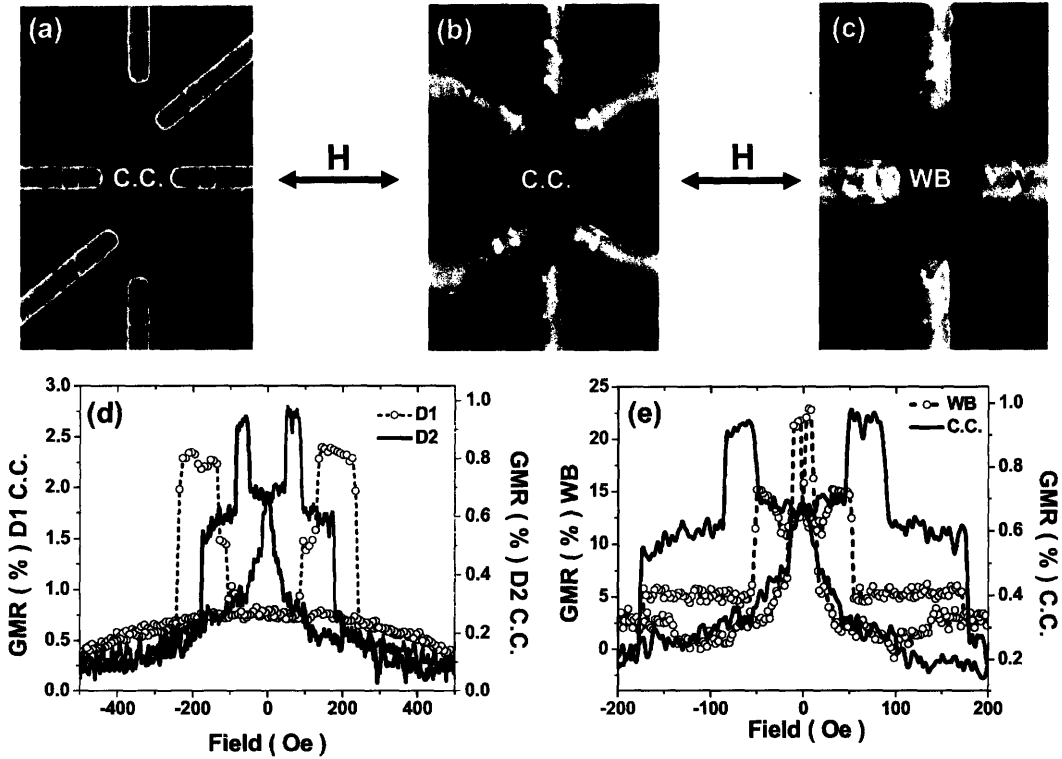 (a)
C.C.
H
(b)
C.C.
H
(c)
WB
(d)
D1
D2
GMR ( % ) D1 C.C.
3.0
2.5
2.0
1.5
1.0
0.5
0.0
1.0
0.8
0.6
0.4
0.2
0.0
GMR ( % ) D2 C.C.
-400 -200 0 200 400
Field ( Oe )
(e)
WB
C.C.
GMR ( % ) WB
25
20
15
10
5
0
1.0
0.8
0.6
0.4
0.2
GMR ( % ) C.C.
-200 -100 0 100 200
Field ( Oe )